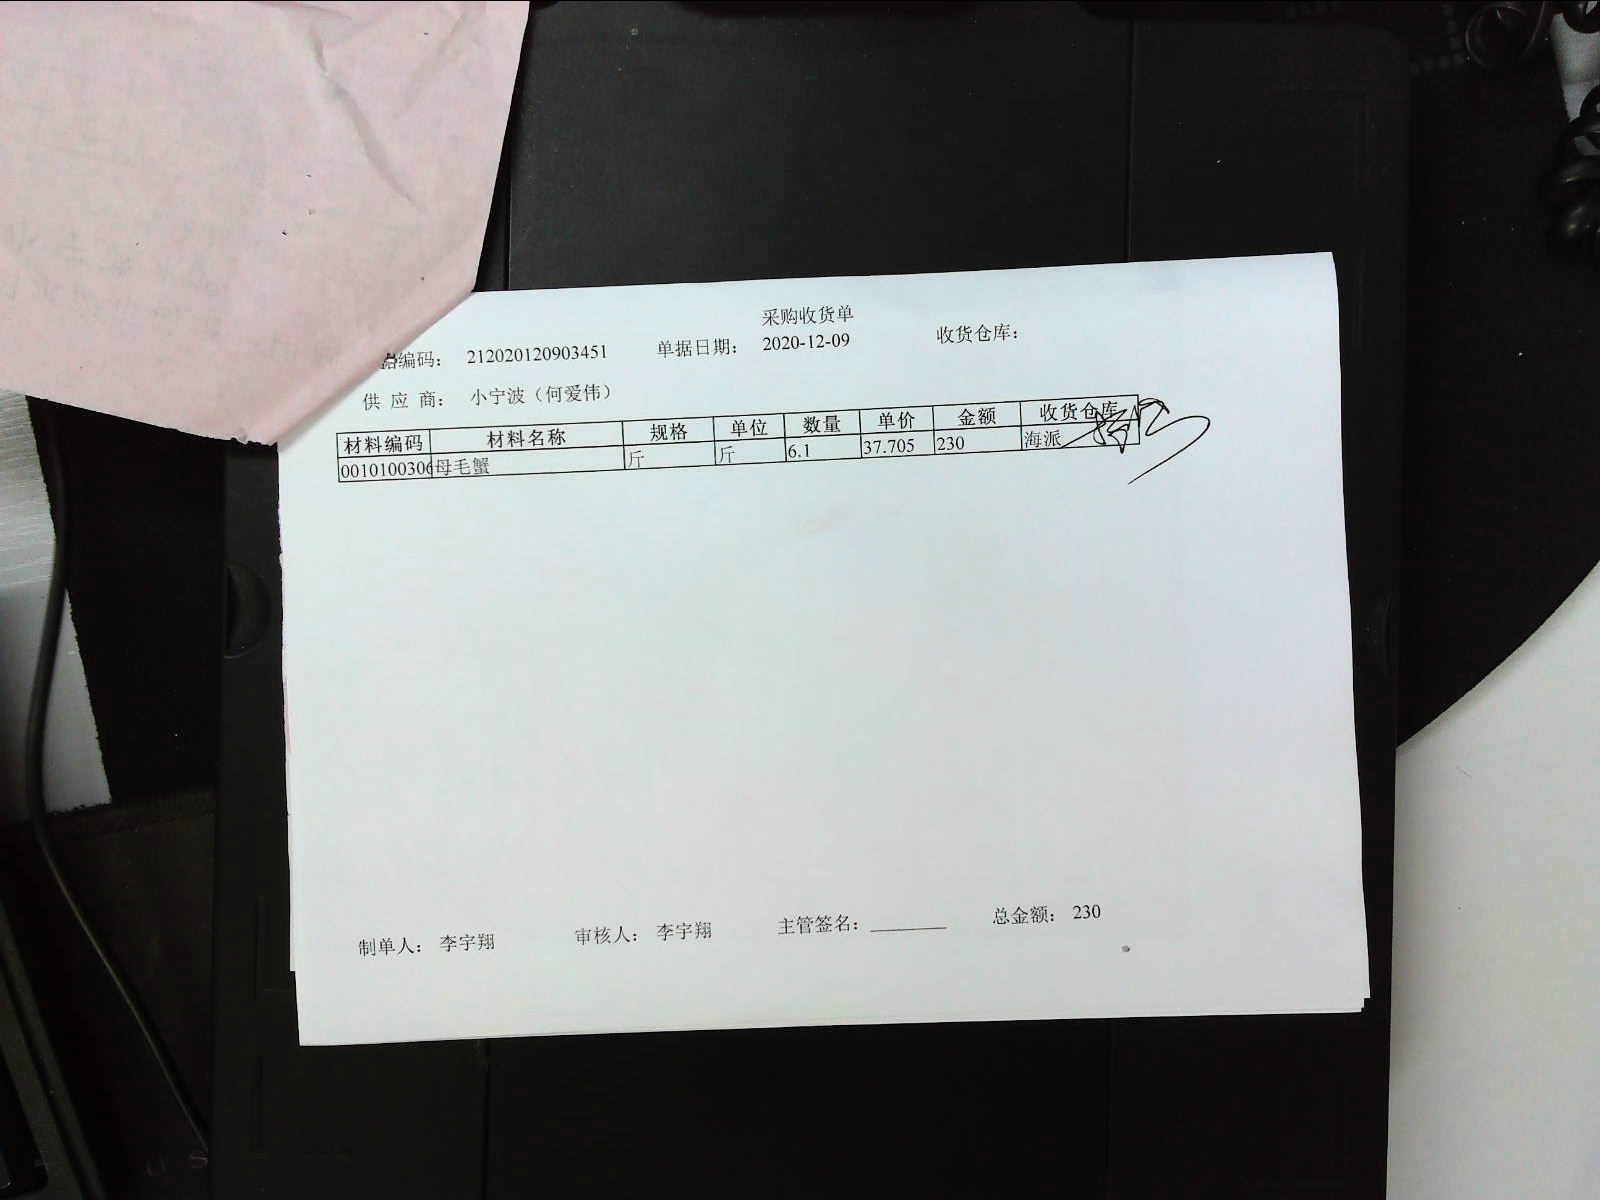 采购收货单
据编码： 212020120903451 单据日期： 2020-12-09 收货仓库：
供 应 商： 小宁波（何爱伟）
材料编码 材料名称 规格 单位 数量 单价 金额 收货仓库
0010100306 母毛蟹 斤 斤 6.1 37.705 230 海派
制单人： 李宇翔 审核人： 李宇翔 主管签名：________ 总金额： 230
U S